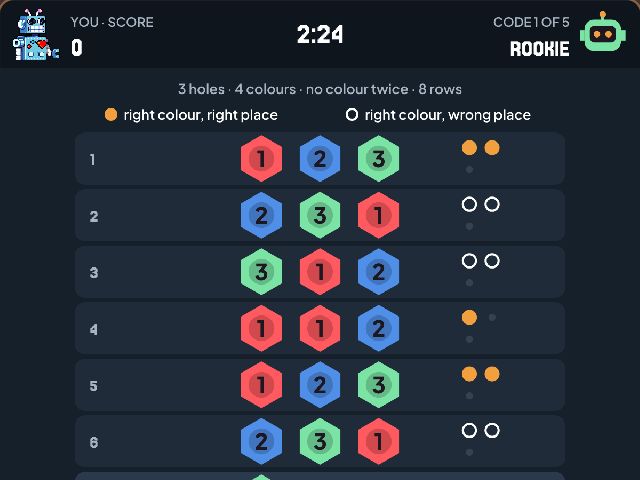 YOU · SCORE
0
2:24
CODE 1 OF 5
ROOKIE
3 holes · 4 colours · no colour twice · 8 rows
right colour, right place
right colour, wrong place
1 1 2 3
2 2 3 1
3 3 1 2
4 1 1 2
5 1 2 3
6 2 3 1